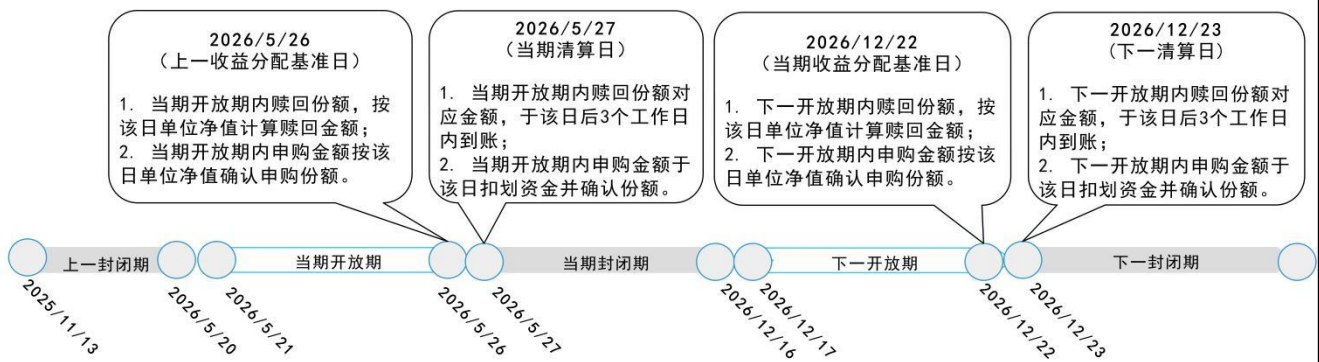 2026/5/26
（上一收益分配基准日）
1. 当期开放期内赎回份额，按
该日单位净值计算赎回金额；
2. 当期开放期内申购金额按该
日单位净值确认申购份额。
2026/5/27
（当期清算日）
1. 当期开放期内赎回份额对
应金额，于该日后3个工作日
内到账；
2. 当期开放期内申购金额于
该日扣划资金并确认份额。
2026/12/22
（当期收益分配基准日）
1. 下一开放期内赎回份额，按
该日单位净值计算赎回金额；
2. 下一开放期内申购金额按该
日单位净值确认申购份额。
2026/12/23
（下一清算日）
1. 下一开放期内赎回份额对
应金额，于该日后3个工作日
内到账；
2. 下一开放期内申购金额于
该日扣划资金并确认份额。
上一封闭期
当期开放期
当期封闭期
下一开放期
下一封闭期
2025/11/13
2026/5/20
2026/5/21
2026/5/26
2026/5/27
2026/12/16
2026/12/17
2026/12/22
2026/12/23